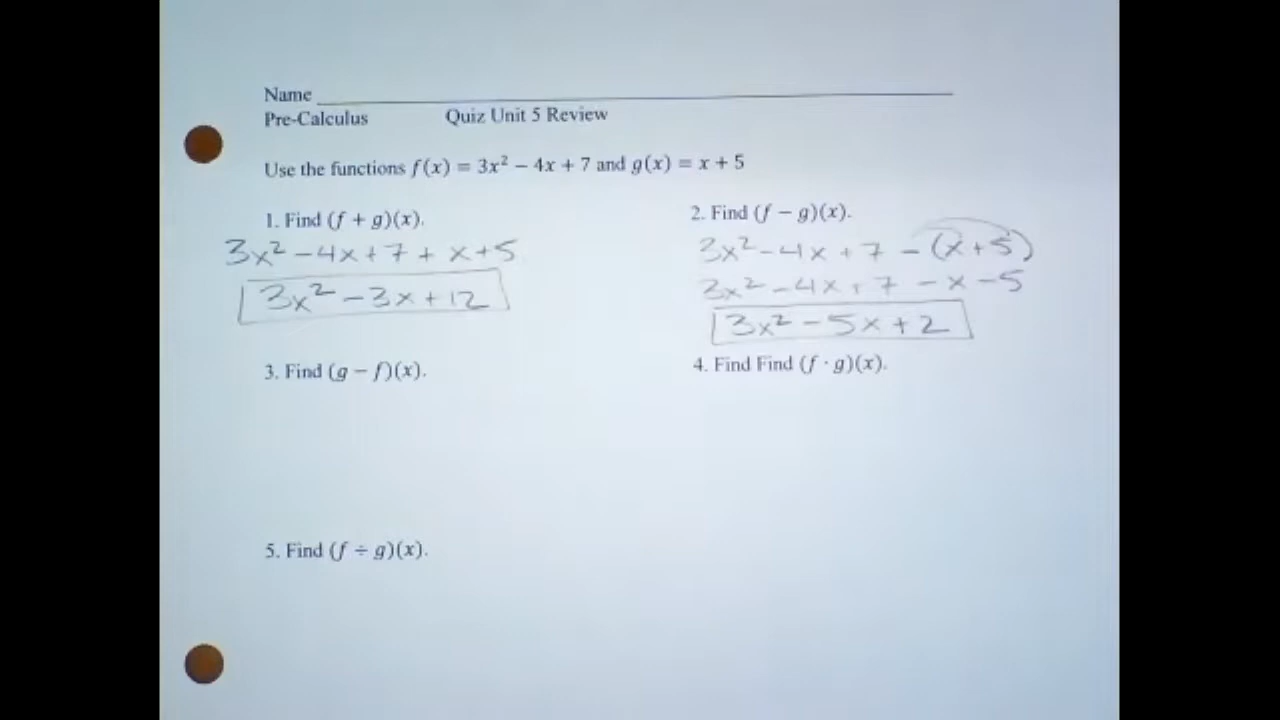 Name
Pre-Calculus Quiz Unit 5 Review
Use the functions f(x) = 3x² − 4x + 7 and g(x) = x + 5
1. Find (f + g)(x).
3x² − 4x + 7 + x + 5
3x² − 3x + 12
2. Find (f − g)(x).
3x² − 4x + 7 − (x + 5)
3x² − 4x + 7 − x − 5
3x² − 5x + 2
3. Find (g − f)(x).
4. Find Find (f · g)(x).
5. Find (f ÷ g)(x).